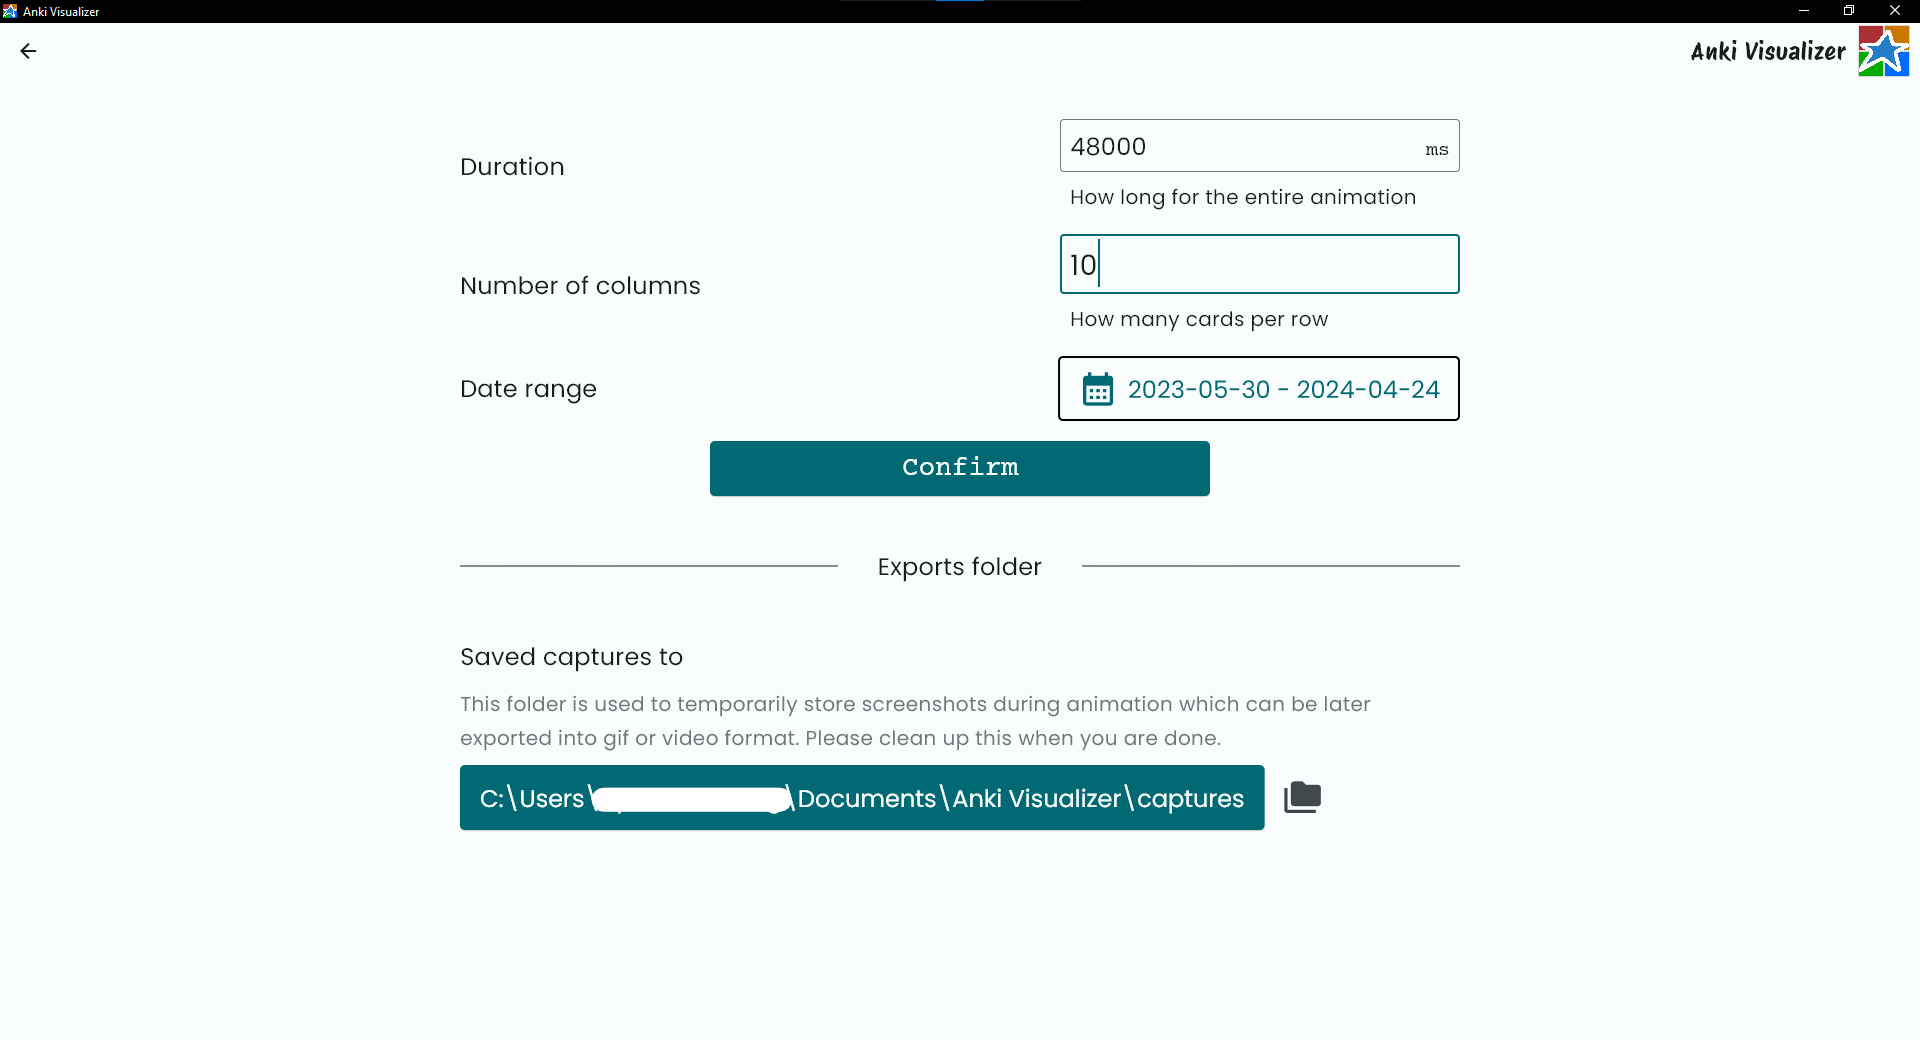 Anki Visualizer
Anki Visualizer
Duration
48000 ms
How long for the entire animation
Number of columns
10
How many cards per row
Date range
2023-05-30 - 2024-04-24
Confirm
Exports folder
Saved captures to
This folder is used to temporarily store screenshots during animation which can be later
exported into gif or video format. Please clean up this when you are done.
C:\Users\ \Documents\Anki Visualizer\captures